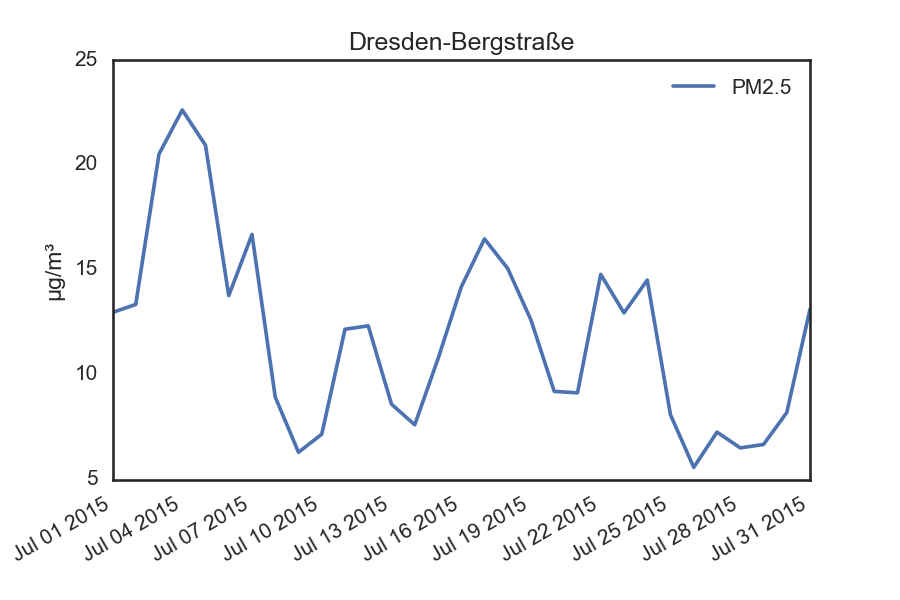 Dresden-Bergstraße
PM2.5
µg/m³
25
20
15
10
5
Jul 01 2015
Jul 04 2015
Jul 07 2015
Jul 10 2015
Jul 13 2015
Jul 16 2015
Jul 19 2015
Jul 22 2015
Jul 25 2015
Jul 28 2015
Jul 31 2015